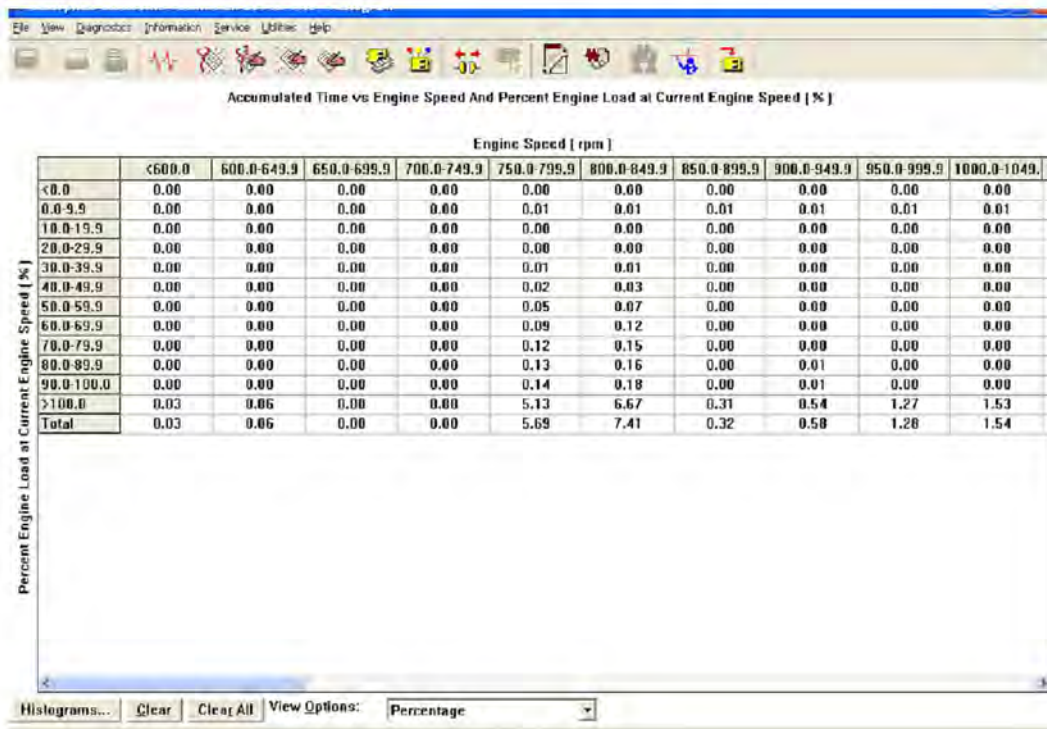 File View Diagnostics Information Service Utilities Help
Accumulated Time vs Engine Speed And Percent Engine Load at Current Engine Speed [ % ]
Engine Speed [ rpm ]
<600.0 600.0-649.9 650.0-699.9 700.0-749.9 750.0-799.9 800.0-849.9 850.0-899.9 900.0-949.9 950.0-999.9 1000.0-1049.
<0.0 0.00 0.00 0.00 0.00 0.00 0.00 0.00 0.00 0.00 0.00
0.0-9.9 0.00 0.00 0.00 0.00 0.01 0.01 0.01 0.01 0.01 0.01
10.0-19.9 0.00 0.00 0.00 0.00 0.00 0.00 0.00 0.00 0.00 0.00
20.0-29.9 0.00 0.00 0.00 0.00 0.00 0.00 0.00 0.00 0.00 0.00
30.0-39.9 0.00 0.00 0.00 0.00 0.01 0.01 0.00 0.00 0.00 0.00
40.0-49.9 0.00 0.00 0.00 0.00 0.02 0.03 0.00 0.00 0.00 0.00
50.0-59.9 0.00 0.00 0.00 0.00 0.05 0.07 0.00 0.00 0.00 0.00
60.0-69.9 0.00 0.00 0.00 0.00 0.09 0.12 0.00 0.00 0.00 0.00
70.0-79.9 0.00 0.00 0.00 0.00 0.12 0.15 0.00 0.00 0.00 0.00
80.0-89.9 0.00 0.00 0.00 0.00 0.13 0.16 0.00 0.01 0.00 0.00
90.0-100.0 0.00 0.00 0.00 0.00 0.14 0.18 0.00 0.01 0.00 0.00
>100.0 0.03 0.06 0.00 0.00 5.13 6.67 0.31 0.54 1.27 1.53
Total 0.03 0.06 0.00 0.00 5.69 7.41 0.32 0.58 1.28 1.54
Percent Engine Load at Current Engine Speed [ % ]
Histograms... Clear Clear All View Options: Percentage